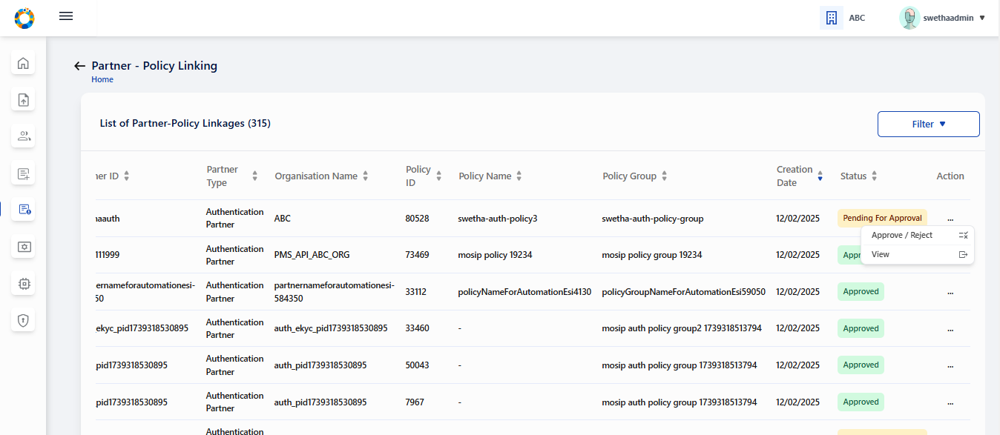 ABC
swethaadmin
Partner - Policy Linking
Home
List of Partner-Policy Linkages (315)
Filter
er ID
Partner
Type
Organisation Name
Policy
ID
Policy Name
Policy Group
Creation
Date
Status
Action
aauth
Authentication
Partner
ABC
80528
swetha-auth-policy3
swetha-auth-policy-group
12/02/2025
Pending For Approval
...
Approve / Reject
View
111999
Authentication
Partner
PMS_API_ABC_ORG
73469
mosip policy 19234
mosip policy group 19234
12/02/2025
Appr
ernameforautomationesi-
50
Authentication
Partner
partnernameforautomationesi-
584350
33112
policyNameForAutomationEsi4130
policyGroupNameForAutomationEsi59050
12/02/2025
Approved
...
_ekyc_pid1739318530895
Authentication
Partner
auth_ekyc_pid1739318530895
33460
-
mosip auth policy group2 1739318513794
12/02/2025
Approved
...
pid1739318530895
Authentication
Partner
auth_pid1739318530895
50043
-
mosip auth policy group 1739318513794
12/02/2025
Approved
...
pid1739318530895
Authentication
Partner
auth_pid1739318530895
7967
-
mosip auth policy group 1739318513794
12/02/2025
Approved
...
Authentication